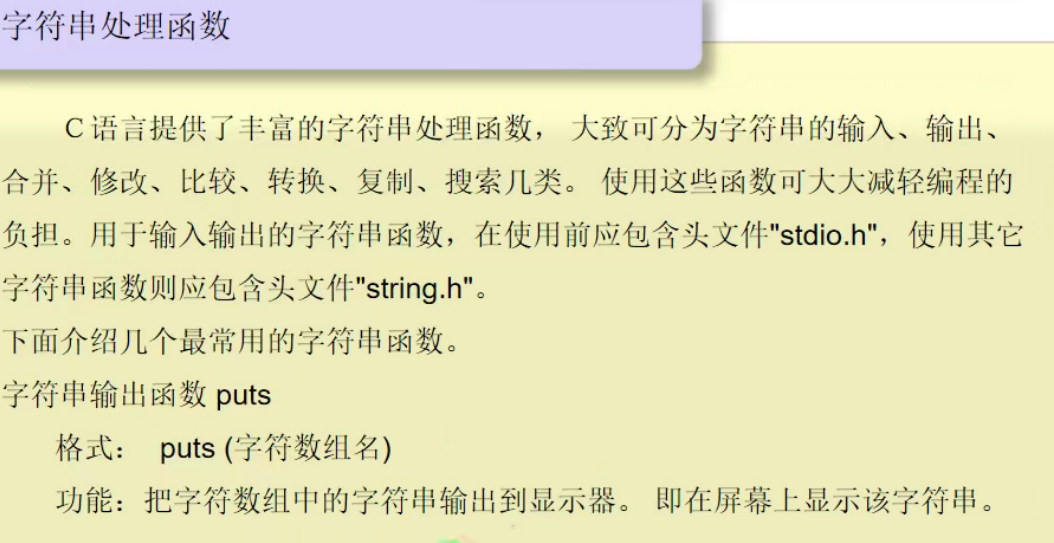 字符串处理函数
C语言提供了丰富的字符串处理函数， 大致可分为字符串的输入、输出、
合并、修改、比较、转换、复制、搜索几类。 使用这些函数可大大减轻编程的
负担。用于输入输出的字符串函数，在使用前应包含头文件"stdio.h"，使用其它
字符串函数则应包含头文件"string.h"。
下面介绍几个最常用的字符串函数。
字符串输出函数 puts
格式： puts (字符数组名)
功能：把字符数组中的字符串输出到显示器。 即在屏幕上显示该字符串。